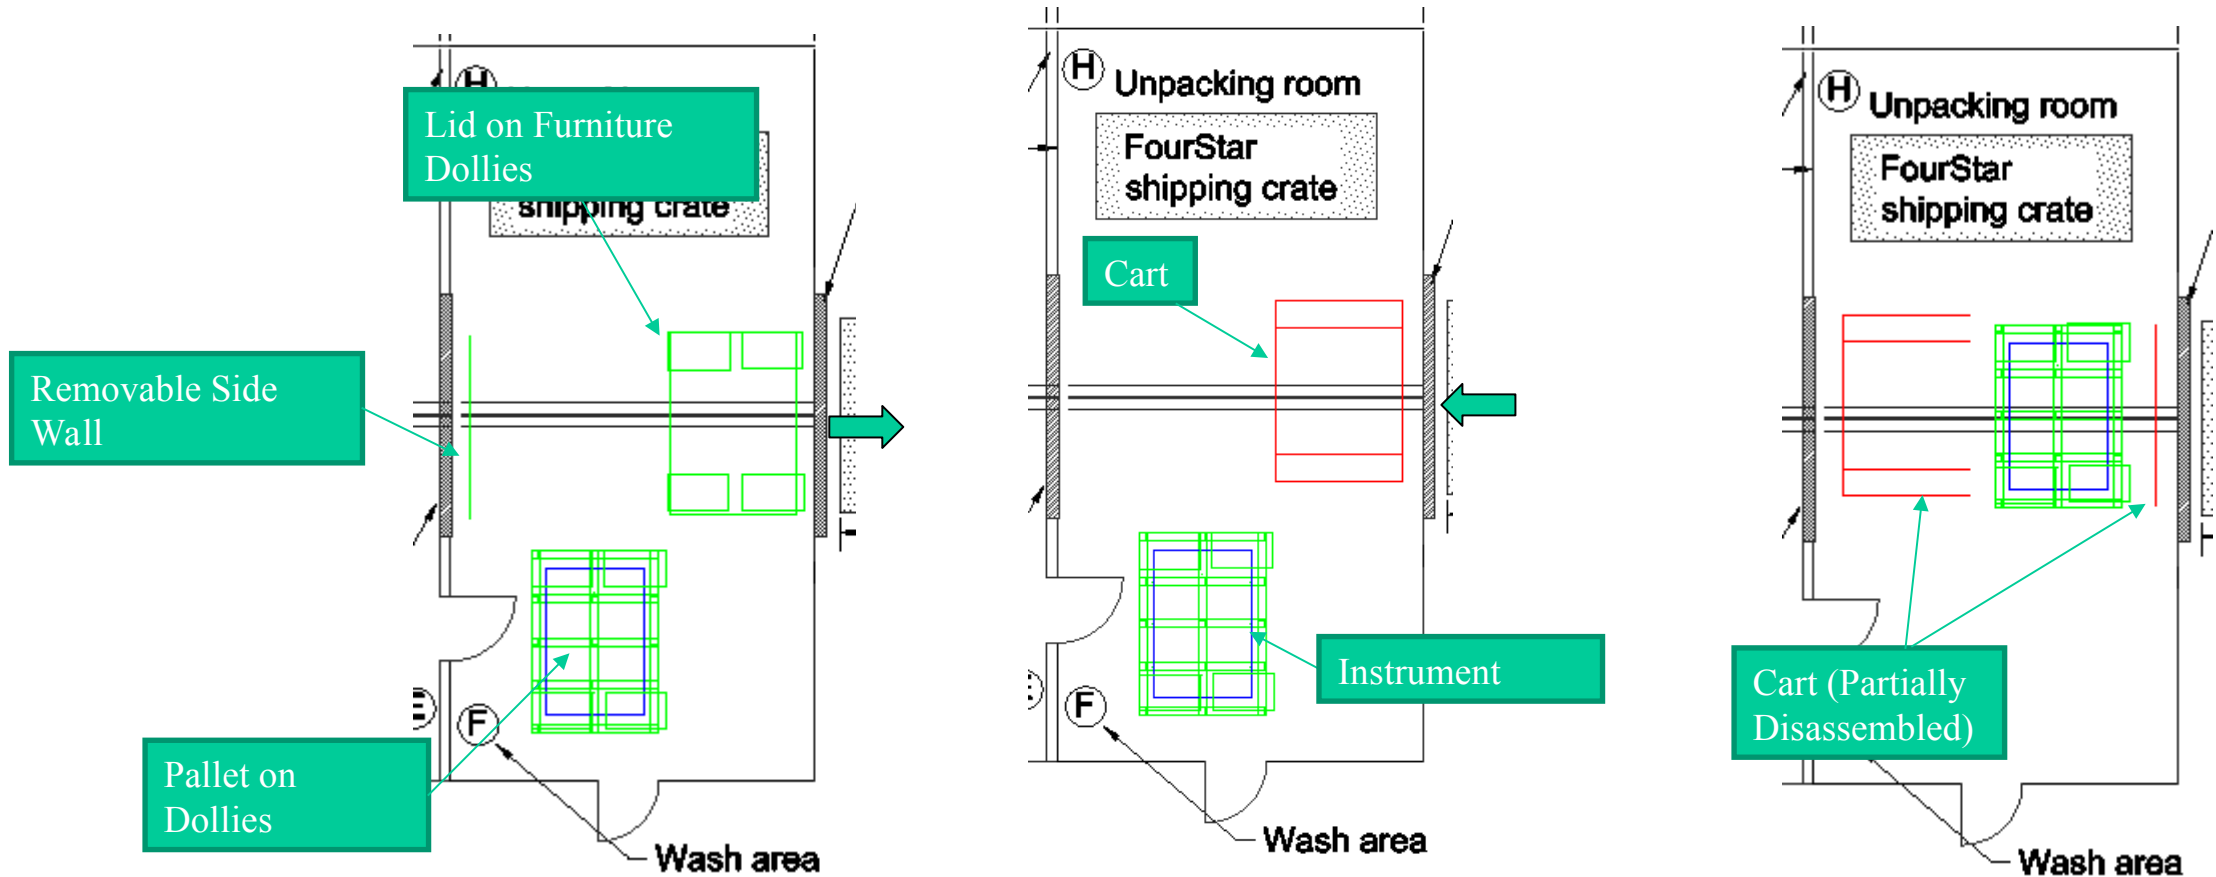 H
Lid on Furniture
Dollies
shipping crate
Removable Side
Wall
Pallet on
Dollies
F
Wash area
H
Unpacking room
FourStar
shipping crate
Cart
Instrument
F
Wash area
H
Unpacking room
FourStar
shipping crate
Cart (Partially
Disassembled)
Wash area